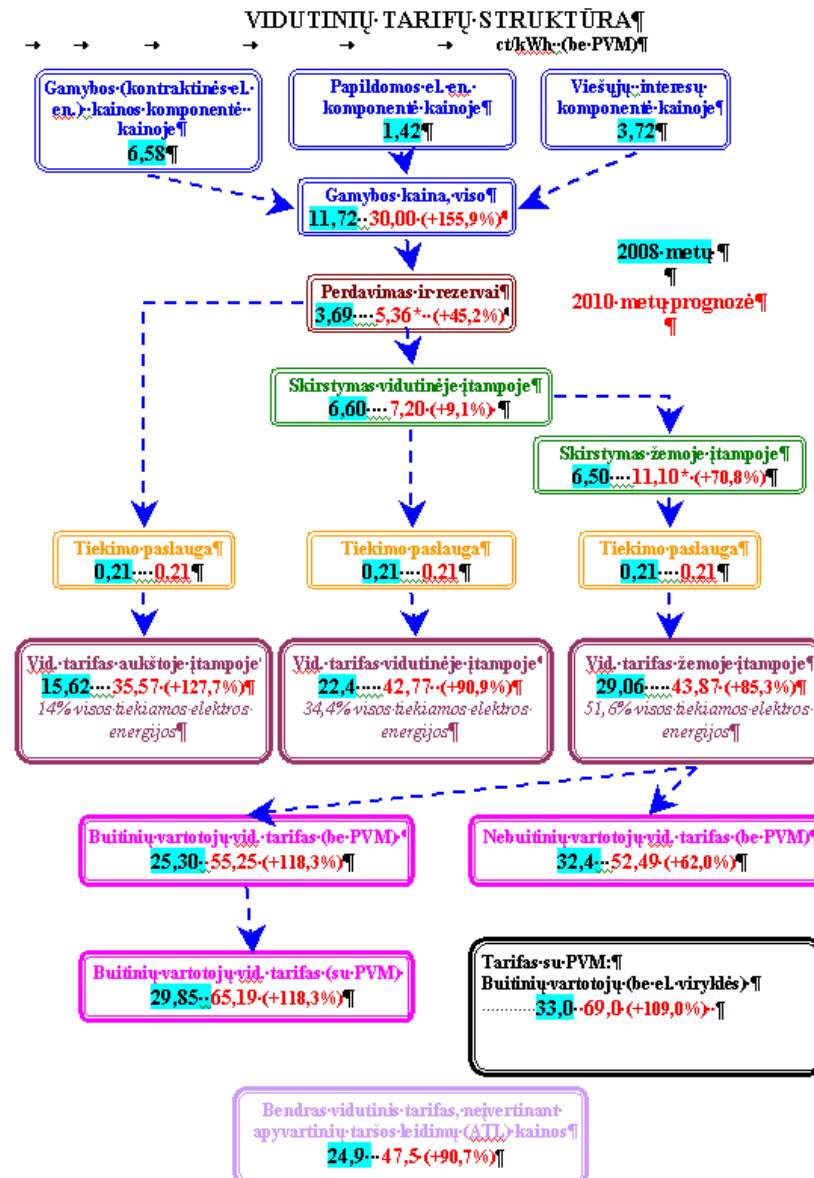 VIDUTINIŲ TARIFŲ STRUKTŪRA¶
→ → → → → → ct/kWh (be PVM)¶
Gamybos (kontraktinės el.
en.) kainos komponentė
kainoje¶
6,58¶
Papildomos el. en.
komponentė kainoje¶
1,42¶
Viešųjų interesų
komponentė kainoje¶
3,72¶
Gamybos kaina, viso¶
11,72 30,00 (+155,9%)¶
2008 metų ¶
¶
2010 metų prognozė¶
¶
Perdavimas ir rezervai¶
3,69 5,36* (+45,2%)¶
Skirstymas vidutinėje įtampoje¶
6,60 7,20 (+9,1%) ¶
Skirstymas žemoje įtampoje¶
6,50 11,10* (+70,8%)¶
Tiekimo paslauga¶
0,21 0,21¶
Tiekimo paslauga¶
0,21 0,21¶
Tiekimo paslauga¶
0,21 0,21¶
Vid. tarifas aukštoje įtampoje¶
15,62 35,57 (+127,7%)¶
14% visos tiekiamos elektros
energijos¶
Vid. tarifas vidutinėje įtampoje¶
22,4 42,77 (+90,9%)¶
34,4% visos tiekiamos elektros
energijos¶
Vid. tarifas žemoje įtampoje¶
29,06 43,87 (+85,3%)¶
51,6% visos tiekiamos elektros
energijos¶
Buitinių vartotojų vid. tarifas (be PVM) ¶
25,30 55,25 (+118,3%)¶
Nebuitinių vartotojų vid. tarifas (be PVM)¶
32,4 52,49 (+62,0%)¶
Buitinių vartotojų vid. tarifas (su PVM)
29,85 65,19 (+118,3%)¶
Tarifas su PVM:¶
Buitinių vartotojų (be el. viryklės) ¶
33,0 69,0 (+109,0%) ¶
Bendras vidutinis tarifas, neįvertinant
apyvartinių taršos leidimų (ATL) kainos¶
24,9 47,5 (+90,7%)¶